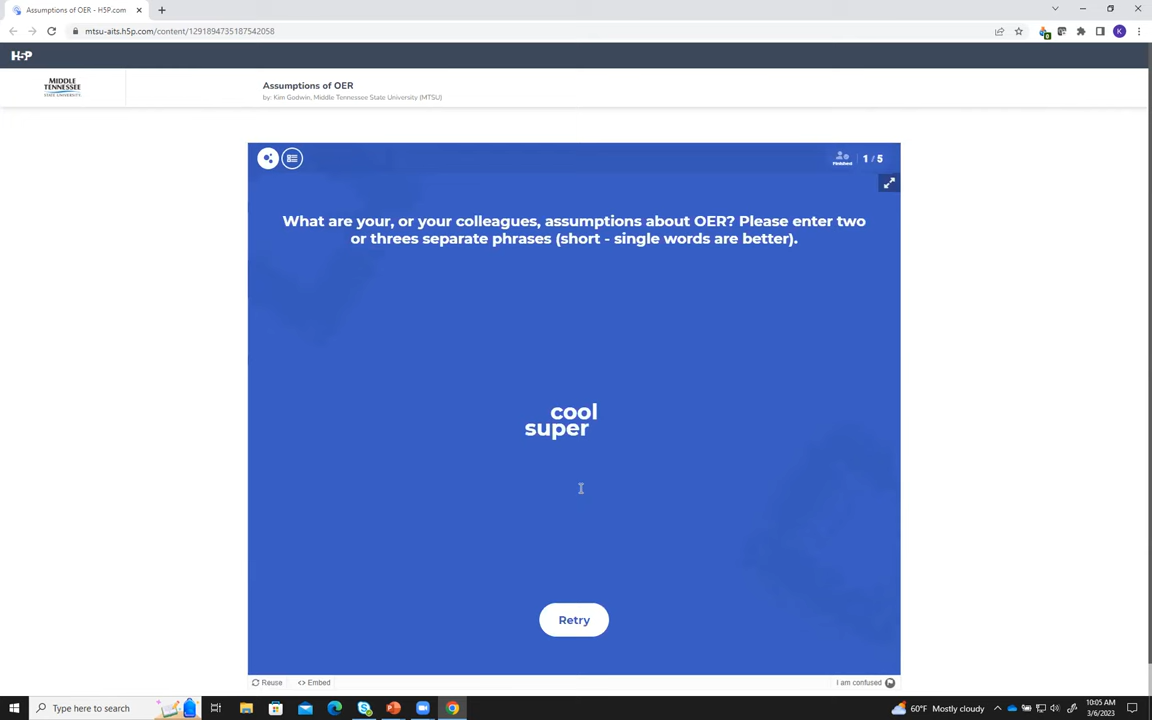 Assumptions of OER - H5P.com
mtsu-aits.h5p.com/content/1291894735187542058
K
H5P
MIDDLE
TENNESSEE
STATE UNIVERSITY
Assumptions of OER
by: Kim Godwin, Middle Tennessee State University (MTSU)
Finished
1 / 5
What are your, or your colleagues, assumptions about OER? Please enter two
or threes separate phrases (short - single words are better).
cool
super
Retry
Reuse
<> Embed
I am confused
Type here to search
60°F Mostly cloudy
10:05 AM
3/6/2023